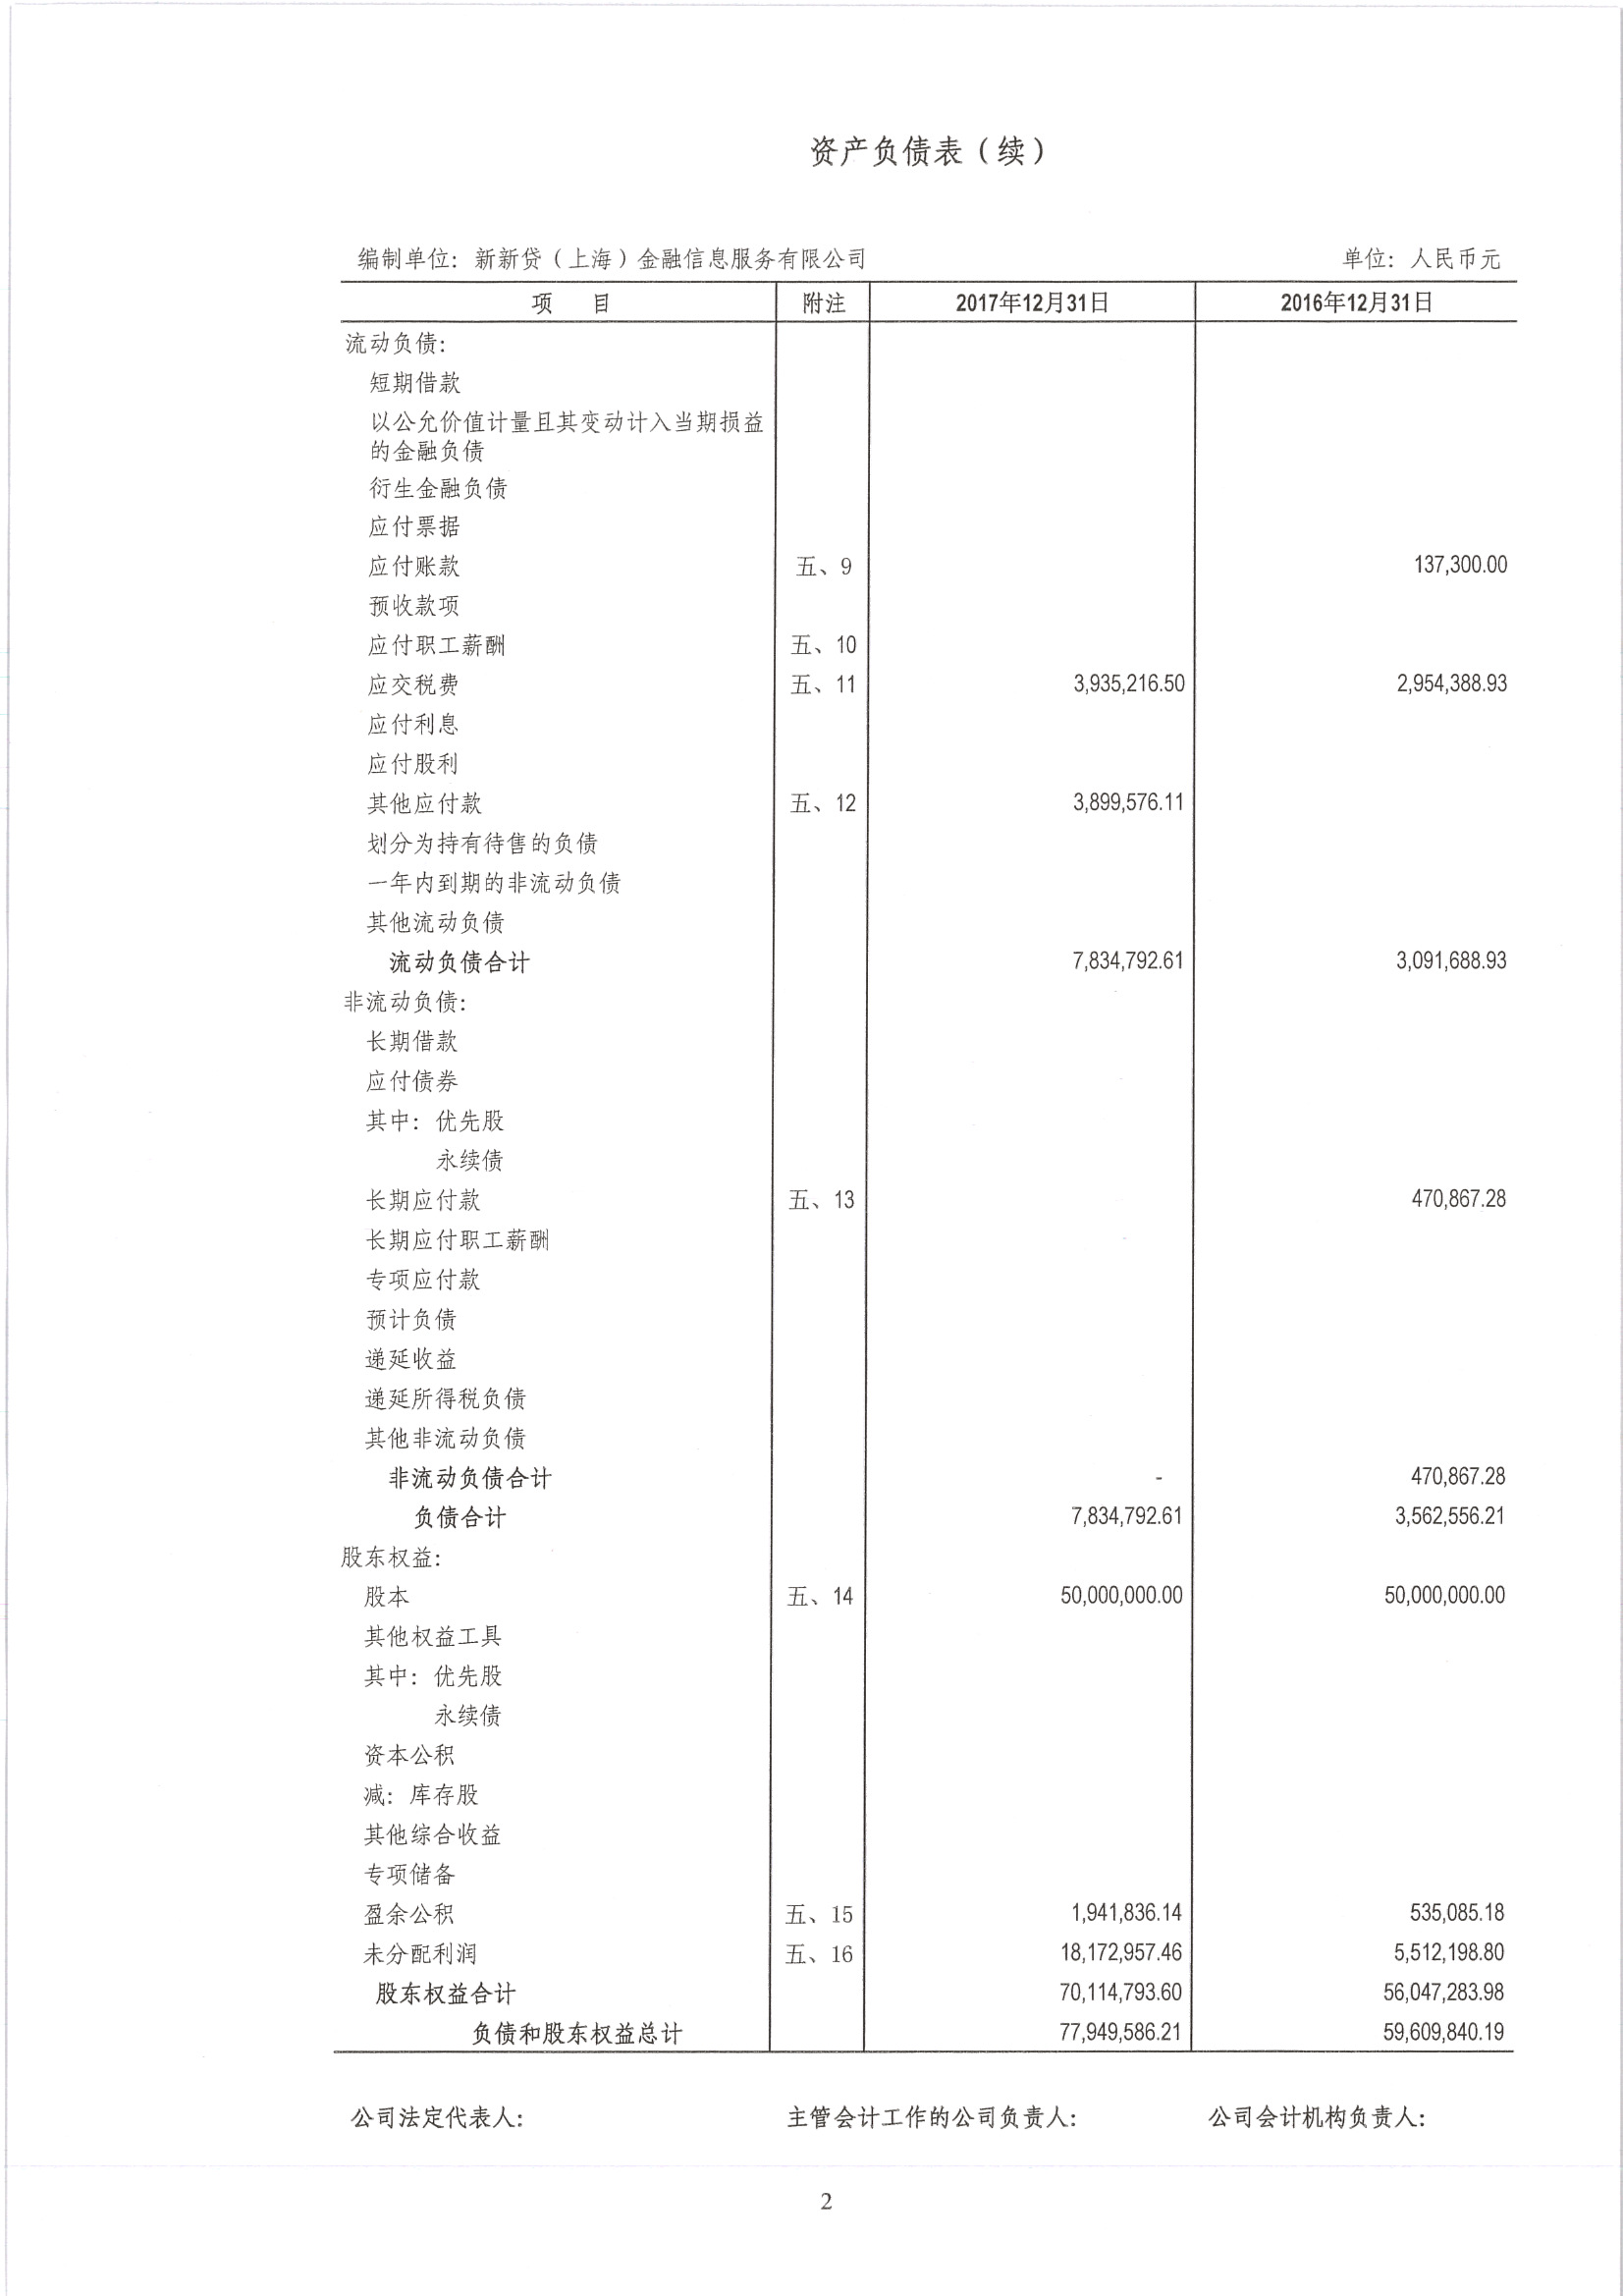 资产负债表（续）
编制单位：新新贷（上海）金融信息服务有限公司 单位：人民币元
项 目 附注 2017年12月31日 2016年12月31日
流动负债：
短期借款
以公允价值计量且其变动计入当期损益
的金融负债
衍生金融负债
应付票据
应付账款 五、9 137,300.00
预收款项
应付职工薪酬 五、10
应交税费 五、11 3,935,216.50 2,954,388.93
应付利息
应付股利
其他应付款 五、12 3,899,576.11
划分为持有待售的负债
一年内到期的非流动负债
其他流动负债
流动负债合计 7,834,792.61 3,091,688.93
非流动负债：
长期借款
应付债券
其中：优先股
永续债
长期应付款 五、13 470,867.28
长期应付职工薪酬
专项应付款
预计负债
递延收益
递延所得税负债
其他非流动负债
非流动负债合计 - 470,867.28
负债合计 7,834,792.61 3,562,556.21
股东权益：
股本 五、14 50,000,000.00 50,000,000.00
其他权益工具
其中：优先股
永续债
资本公积
减：库存股
其他综合收益
专项储备
盈余公积 五、15 1,941,836.14 535,085.18
未分配利润 五、16 18,172,957.46 5,512,198.80
股东权益合计 70,114,793.60 56,047,283.98
负债和股东权益总计 77,949,586.21 59,609,840.19
公司法定代表人： 主管会计工作的公司负责人： 公司会计机构负责人：
2